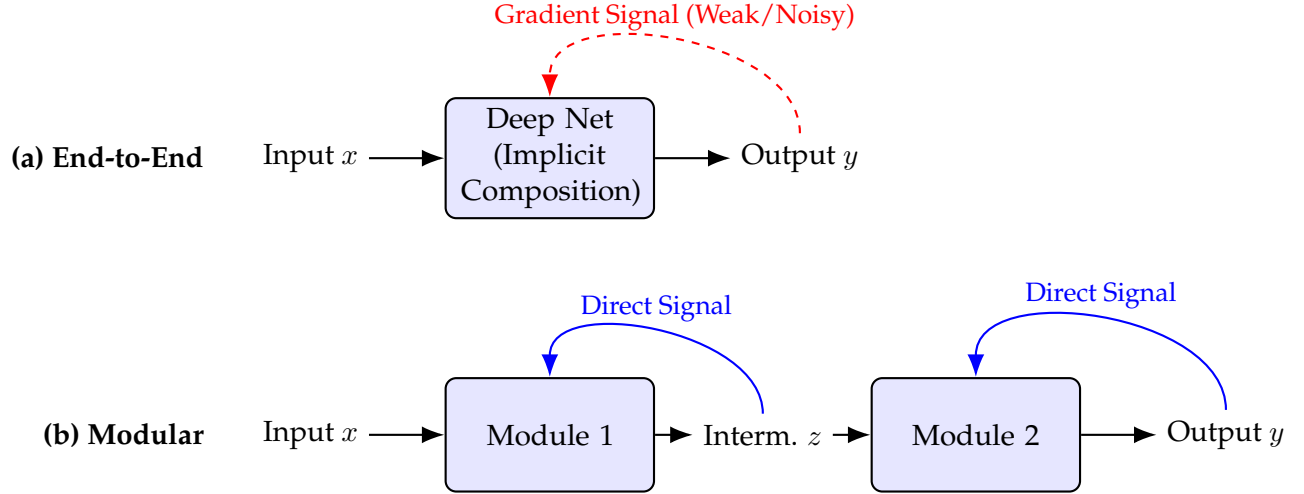 Gradient Signal (Weak/Noisy)
(a) End-to-End
Input x
Deep Net
(Implicit
Composition)
Output y
Direct Signal
Direct Signal
(b) Modular
Input x
Module 1
Interm. z
Module 2
Output y